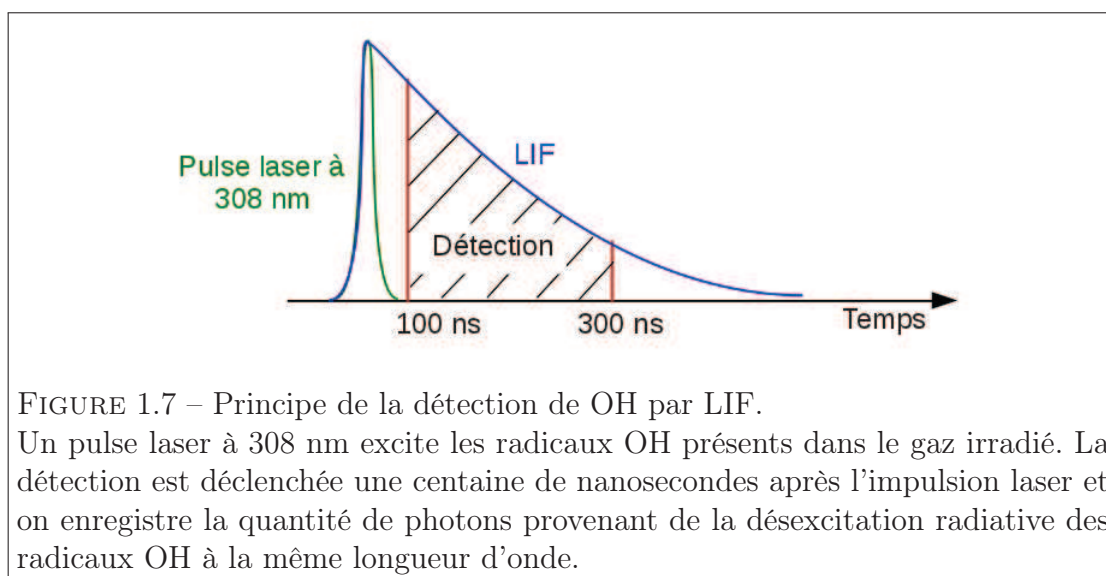 LIF
Pulse laser à
308 nm
Détection
100 ns
300 ns
Temps
FIGURE 1.7 – Principe de la détection de OH par LIF.
Un pulse laser à 308 nm excite les radicaux OH présents dans le gaz irradié. La
détection est déclenchée une centaine de nanosecondes après l'impulsion laser et
on enregistre la quantité de photons provenant de la désexcitation radiative des
radicaux OH à la même longueur d'onde.